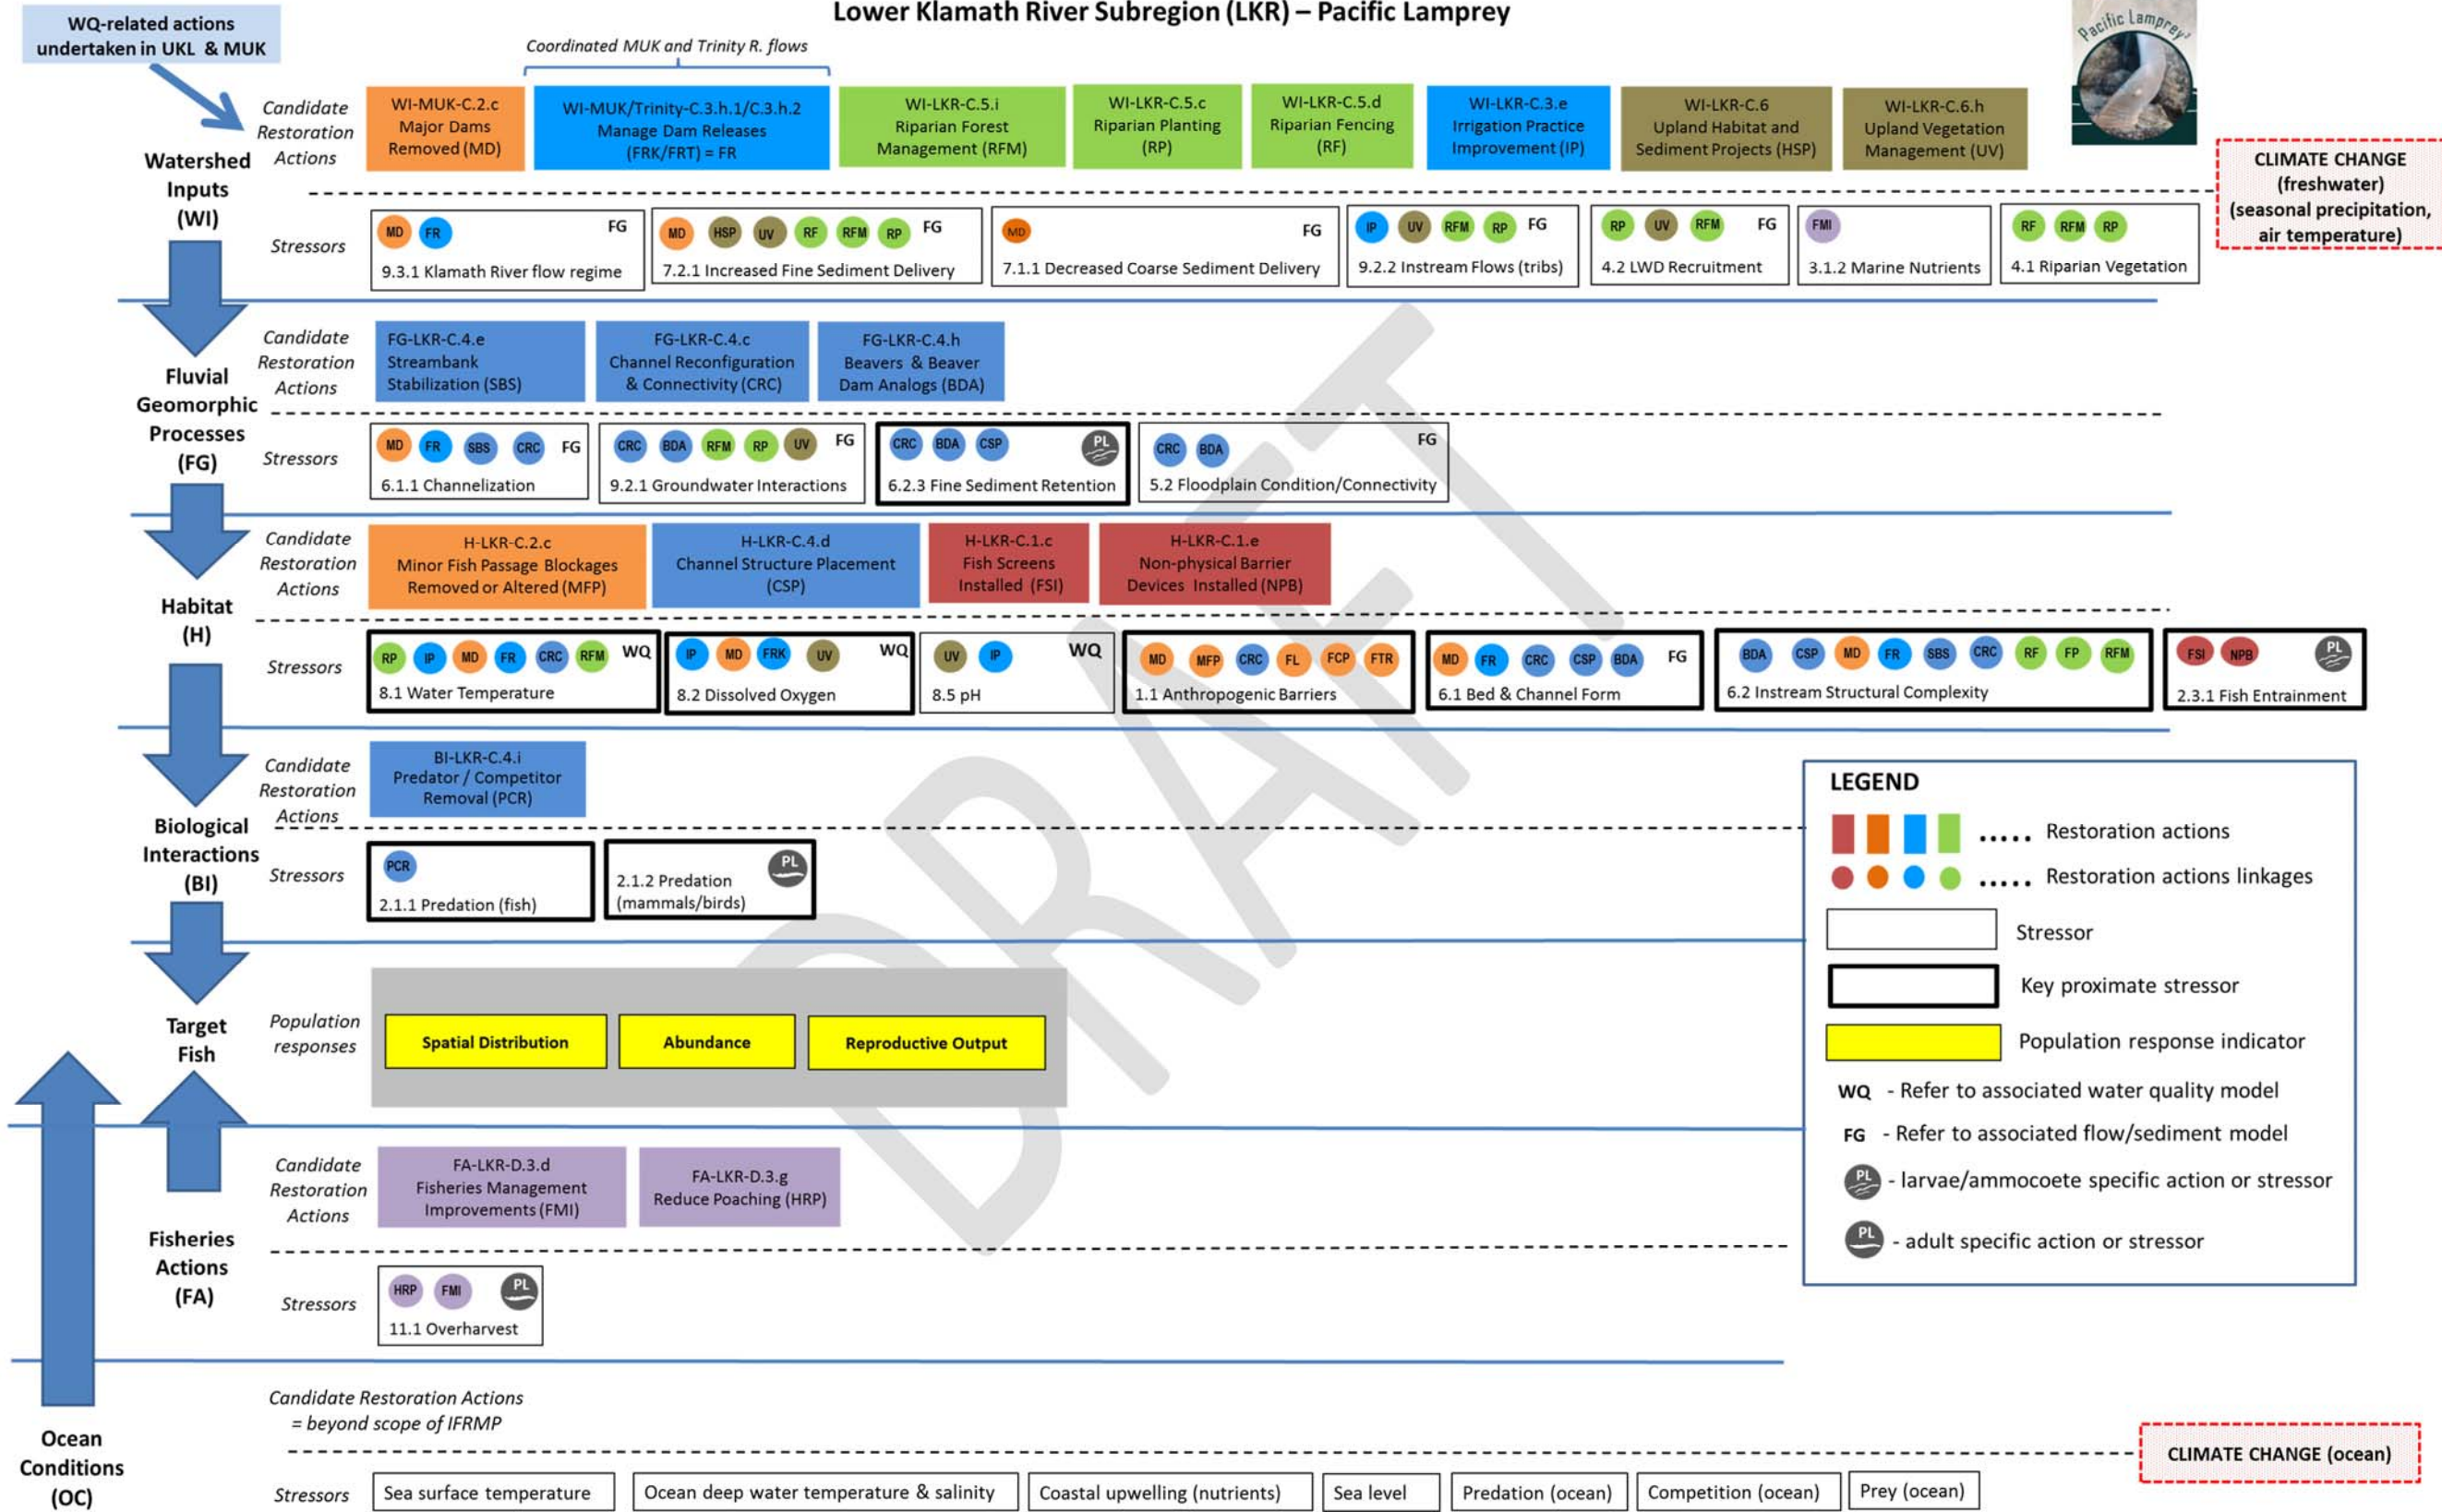 Lower Klamath River Subregion (LKR) – Pacific Lamprey
WQ-related actions
undertaken in UKL & MUK
Coordinated MUK and Trinity R. flows
Pacific Lamprey
Watershed
Inputs
(WI)
Candidate
Restoration
Actions
WI-MUK-C.2.c
Major Dams
Removed (MD)
WI-MUK/Trinity-C.3.h.1/C.3.h.2
Manage Dam Releases
(FRK/FRT) = FR
WI-LKR-C.5.i
Riparian Forest
Management (RFM)
WI-LKR-C.5.c
Riparian Planting
(RP)
WI-LKR-C.5.d
Riparian Fencing
(RF)
WI-LKR-C.3.e
Irrigation Practice
Improvement (IP)
WI-LKR-C.6
Upland Habitat and
Sediment Projects (HSP)
WI-LKR-C.6.h
Upland Vegetation
Management (UV)
CLIMATE CHANGE
(freshwater)
(seasonal precipitation,
air temperature)
Stressors
MD FR FG
9.3.1 Klamath River flow regime
MD HSP UV RF RFM RP FG
7.2.1 Increased Fine Sediment Delivery
MD FG
7.1.1 Decreased Coarse Sediment Delivery
IP UV RFM RP FG
9.2.2 Instream Flows (tribs)
RP UV RFM FG
4.2 LWD Recruitment
FMI
3.1.2 Marine Nutrients
RF RFM RP
4.1 Riparian Vegetation
Fluvial
Geomorphic
Processes
(FG)
Candidate
Restoration
Actions
FG-LKR-C.4.e
Streambank
Stabilization (SBS)
FG-LKR-C.4.c
Channel Reconfiguration
& Connectivity (CRC)
FG-LKR-C.4.h
Beavers & Beaver
Dam Analogs (BDA)
Stressors
MD FR SBS CRC FG
6.1.1 Channelization
CRC BDA RFM RP UV FG
9.2.1 Groundwater Interactions
CRC BDA CSP PL
6.2.3 Fine Sediment Retention
CRC BDA FG
5.2 Floodplain Condition/Connectivity
Habitat
(H)
Candidate
Restoration
Actions
H-LKR-C.2.c
Minor Fish Passage Blockages
Removed or Altered (MFP)
H-LKR-C.4.d
Channel Structure Placement
(CSP)
H-LKR-C.1.c
Fish Screens
Installed (FSI)
H-LKR-C.1.e
Non-physical Barrier
Devices Installed (NPB)
Stressors
RP IP MD FR CRC RFM WQ
8.1 Water Temperature
IP MD FRK UV WQ
8.2 Dissolved Oxygen
UV IP WQ
8.5 pH
MD MFP CRC FL FCP FTR
1.1 Anthropogenic Barriers
MD FR CRC CSP BDA FG
6.1 Bed & Channel Form
BDA CSP MD FR SBS CRC RF FP RFM
6.2 Instream Structural Complexity
FSI NPB PL
2.3.1 Fish Entrainment
Biological
Interactions
(BI)
Candidate
Restoration
Actions
BI-LKR-C.4.i
Predator / Competitor
Removal (PCR)
Stressors
PCR
2.1.1 Predation (fish)
PL
2.1.2 Predation
(mammals/birds)
Target
Fish
Population
responses
Spatial Distribution
Abundance
Reproductive Output
Fisheries
Actions
(FA)
Candidate
Restoration
Actions
FA-LKR-D.3.d
Fisheries Management
Improvements (FMI)
FA-LKR-D.3.g
Reduce Poaching (HRP)
Stressors
HRP FMI PL
11.1 Overharvest
LEGEND
..... Restoration actions
..... Restoration actions linkages
Stressor
Key proximate stressor
Population response indicator
WQ - Refer to associated water quality model
FG - Refer to associated flow/sediment model
PL - larvae/ammocoete specific action or stressor
PL - adult specific action or stressor
Ocean
Conditions
(OC)
Candidate Restoration Actions
= beyond scope of IFRMP
CLIMATE CHANGE (ocean)
Stressors
Sea surface temperature
Ocean deep water temperature & salinity
Coastal upwelling (nutrients)
Sea level
Predation (ocean)
Competition (ocean)
Prey (ocean)
DRAFT